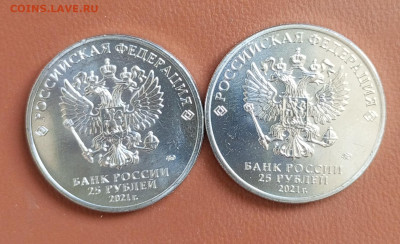 COINS.LAVE.RU
РОССИЙСКАЯ ФЕДЕРАЦИЯ
БАНК РОССИИ
25 РУБЛЕЙ
2021 г.
РОССИЙСКАЯ ФЕДЕРАЦИЯ
БАНК РОССИИ
25 РУБЛЕЙ
2021 г.